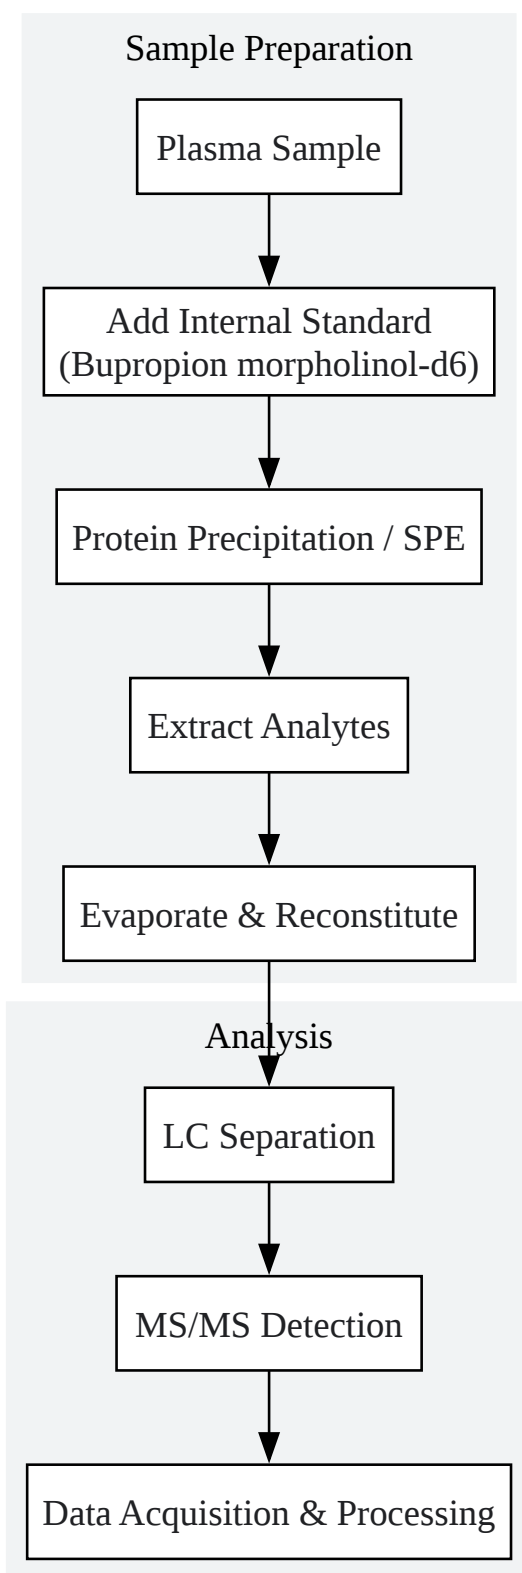 Sample Preparation
Plasma Sample
Add Internal Standard
(Bupropion morpholinol-d6)
Protein Precipitation / SPE
Extract Analytes
Evaporate & Reconstitute
Analysis
LC Separation
MS/MS Detection
Data Acquisition & Processing